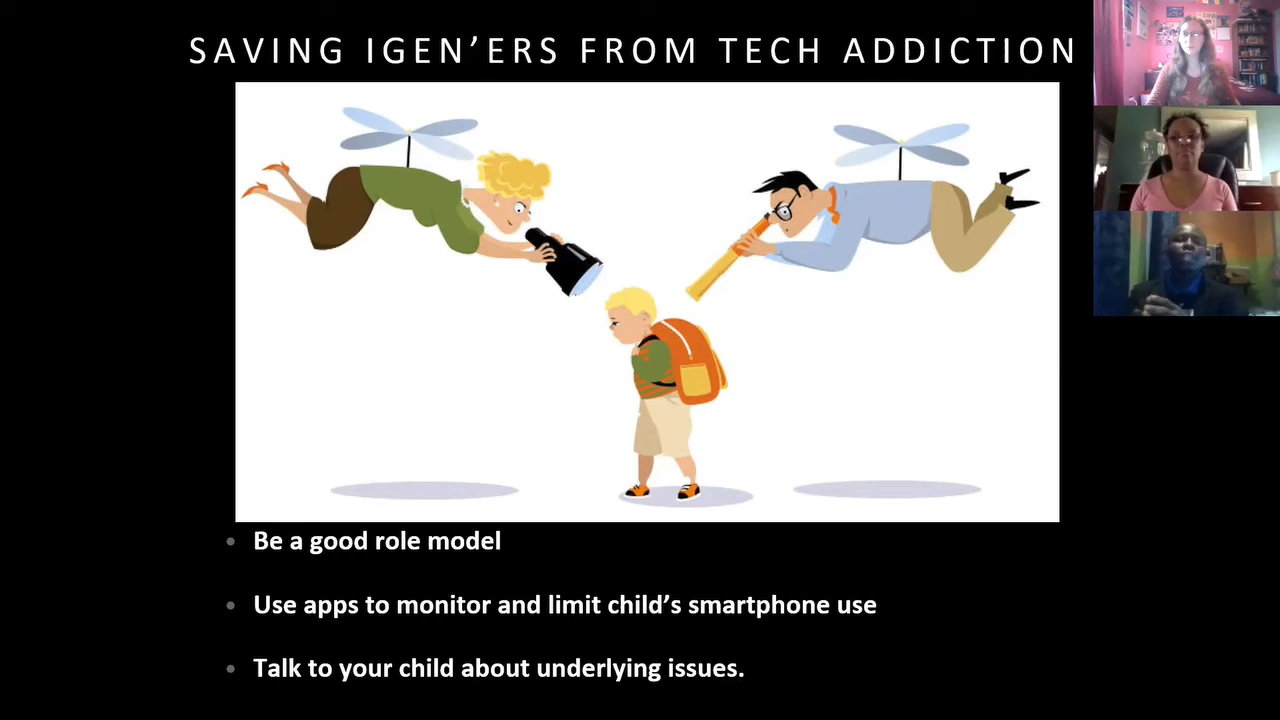 SAVING IGEN’ERS FROM TECH ADDICTION
Be a good role model
Use apps to monitor and limit child’s smartphone use
Talk to your child about underlying issues.